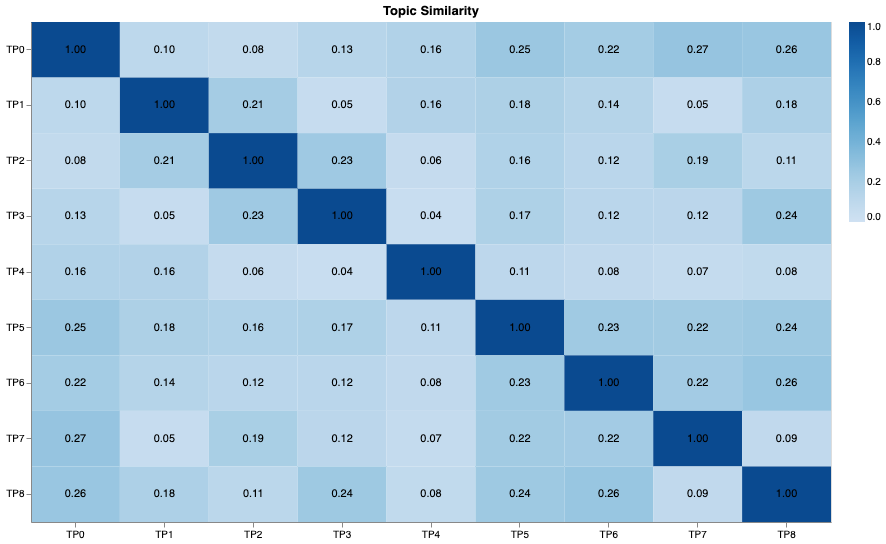 Topic Similarity
TP0 1.00 0.10 0.08 0.13 0.16 0.25 0.22 0.27 0.26
TP1 0.10 1.00 0.21 0.05 0.16 0.18 0.14 0.05 0.18
TP2 0.08 0.21 1.00 0.23 0.06 0.16 0.12 0.19 0.11
TP3 0.13 0.05 0.23 1.00 0.04 0.17 0.12 0.12 0.24
TP4 0.16 0.16 0.06 0.04 1.00 0.11 0.08 0.07 0.08
TP5 0.25 0.18 0.16 0.17 0.11 1.00 0.23 0.22 0.24
TP6 0.22 0.14 0.12 0.12 0.08 0.23 1.00 0.22 0.26
TP7 0.27 0.05 0.19 0.12 0.07 0.22 0.22 1.00 0.09
TP8 0.26 0.18 0.11 0.24 0.08 0.24 0.26 0.09 1.00
TP0 TP1 TP2 TP3 TP4 TP5 TP6 TP7 TP8
1.0
0.8
0.6
0.4
0.2
0.0